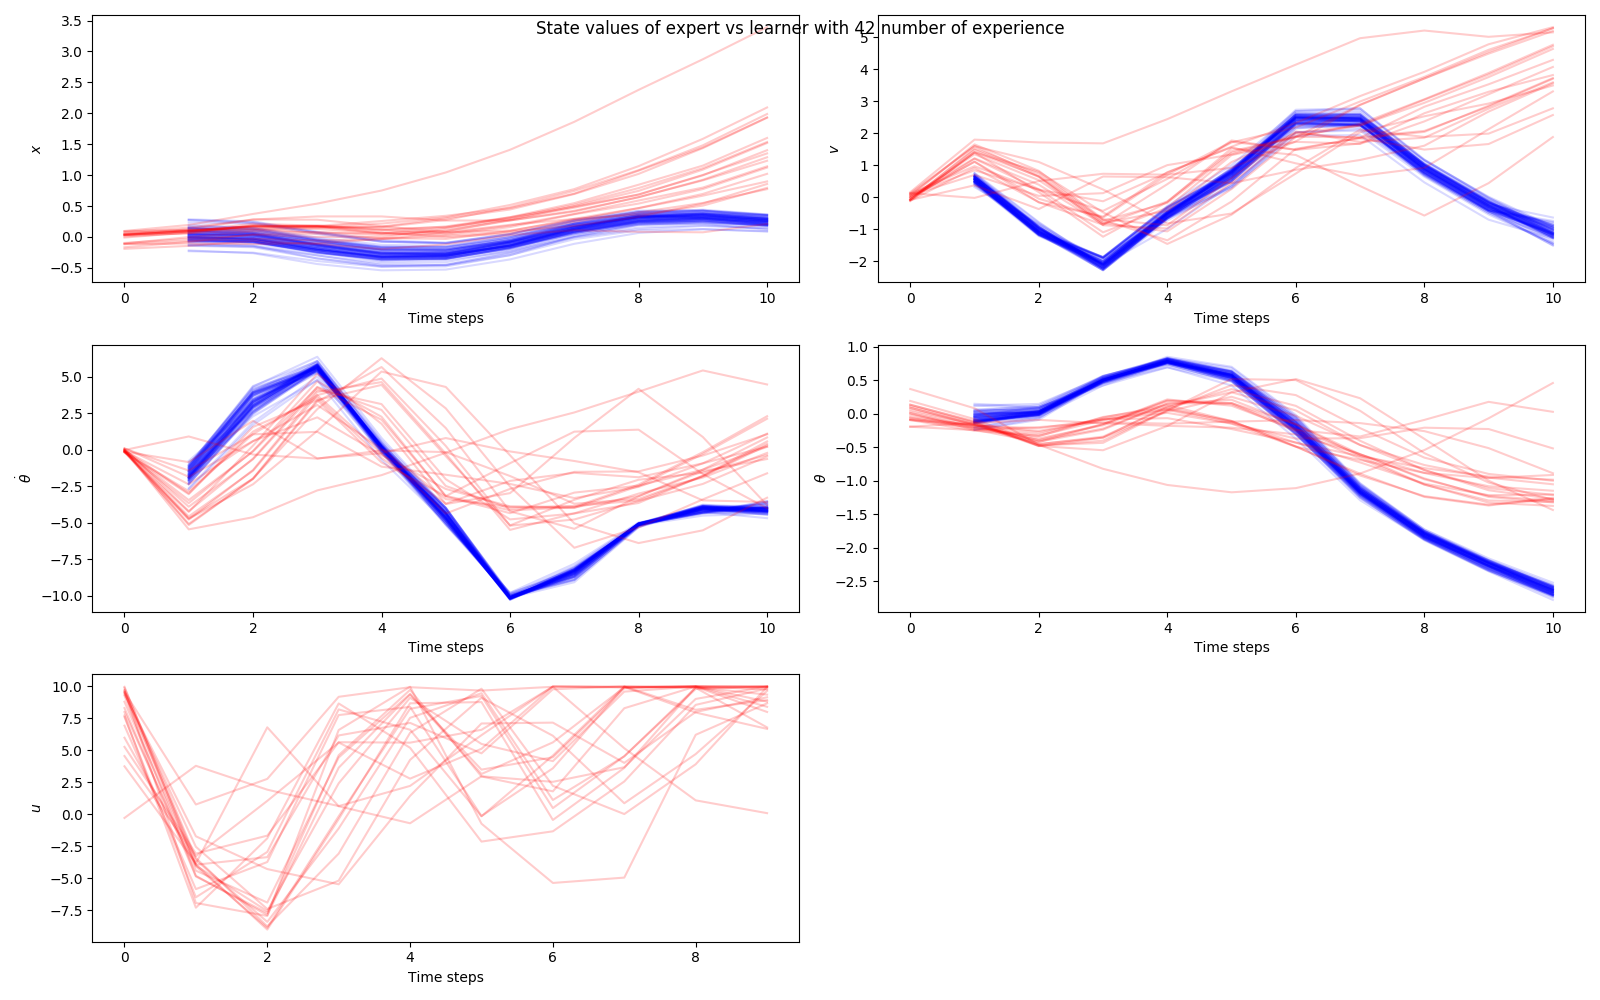 State values of expert vs learner with 42 number of experience
3.5
3.0
2.5
2.0
1.5
1.0
0.5
0.0
−0.5
x
0 2 4 6 8 10
Time steps
5
4
3
2
1
0
−1
−2
v
0 2 4 6 8 10
Time steps
5.0
2.5
0.0
−2.5
−5.0
−7.5
−10.0
θ̇
0 2 4 6 8 10
Time steps
1.0
0.5
0.0
−0.5
−1.0
−1.5
−2.0
−2.5
θ
0 2 4 6 8 10
Time steps
10.0
7.5
5.0
2.5
0.0
−2.5
−5.0
−7.5
u
0 2 4 6 8
Time steps